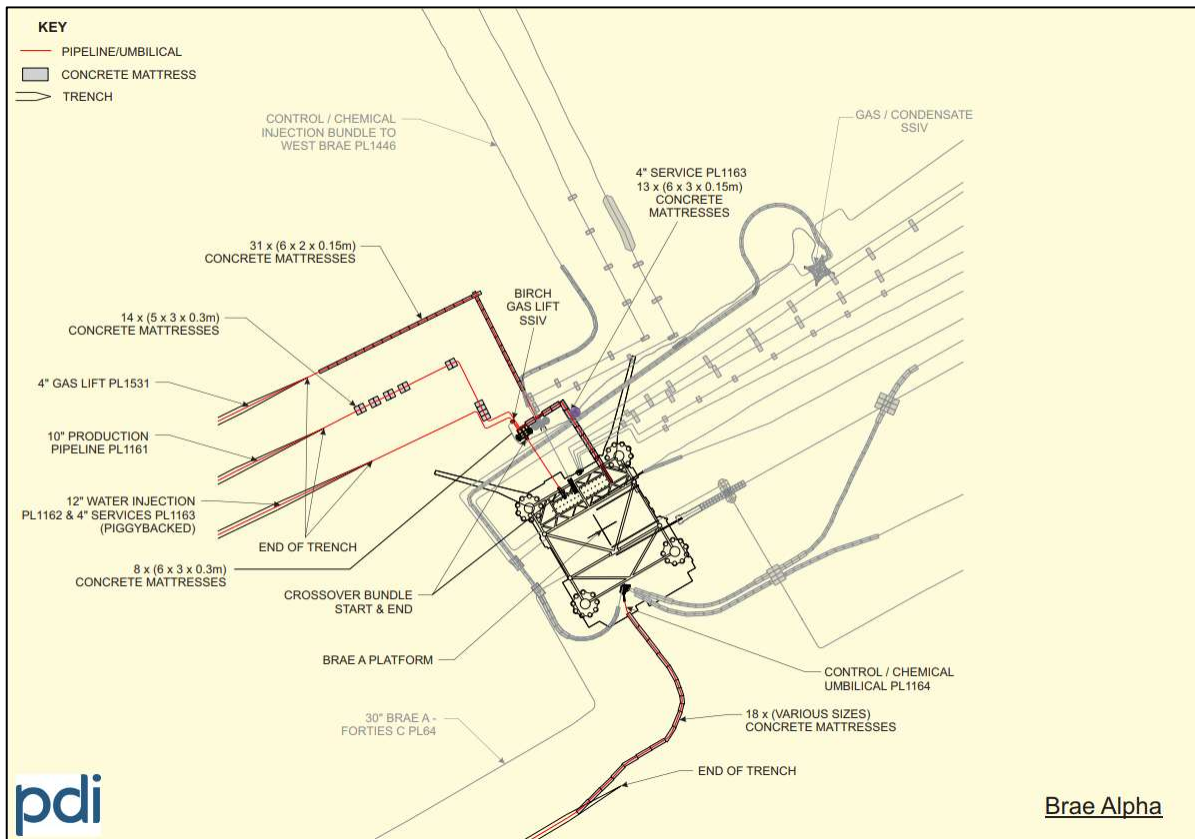 KEY
PIPELINE/UMBILICAL
CONCRETE MATTRESS
TRENCH
CONTROL / CHEMICAL
INJECTION BUNDLE TO
WEST BRAE PL1446
GAS / CONDENSATE
SSIV
4" SERVICE PL1163
13 x (6 x 3 x 0.15m)
CONCRETE
MATTRESSES
31 x (6 x 2 x 0.15m)
CONCRETE MATTRESSES
BIRCH
GAS LIFT
SSIV
14 x (5 x 3 x 0.3m)
CONCRETE MATTRESSES
4" GAS LIFT PL1531
10" PRODUCTION
PIPELINE PL1161
12" WATER INJECTION
PL1162 & 4" SERVICES PL1163
(PIGGYBACKED)
END OF TRENCH
8 x (6 x 3 x 0.3m)
CONCRETE MATTRESSES
CROSSOVER BUNDLE
START & END
BRAE A PLATFORM
CONTROL / CHEMICAL
UMBILICAL PL1164
30" BRAE A -
FORTIES C PL64
18 x (VARIOUS SIZES)
CONCRETE MATTRESSES
END OF TRENCH
pdi
Brae Alpha